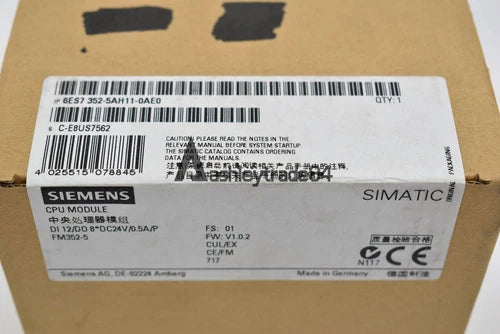 1P 6ES7 352-5AH11-0AE0
QTY: 1
S C-E8US7562
4 025515 078845
CAUTION! PLEASE READ THE NOTES IN THE
RELEVANT MANUAL BEFORE SYSTEM STARTUP
THE SIMATIC CATALOG CONTAINS ORDERING
DATA FOR THE MANUALS.
ORIGINAL PACKAGING
ashleytrade04
SIEMENS
SIMATIC
CPU MODULE
中央处理器模组
DI 12/DO 8*DC24V/0.5A/P
FM352-5
FS: 01
FW: V1.0.2
CUL/EX
CE/FM
717
质量检验合格
N117
Siemens AG, DE-92224 Amberg
Made in Germany
德国制造